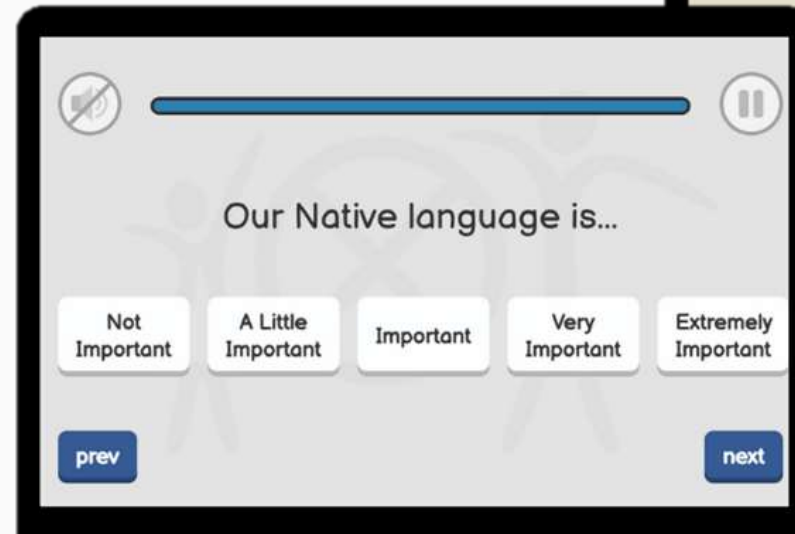 Our Native language is...
Not
Important
A Little
Important
Important
Very
Important
Extremely
Important
prev
next